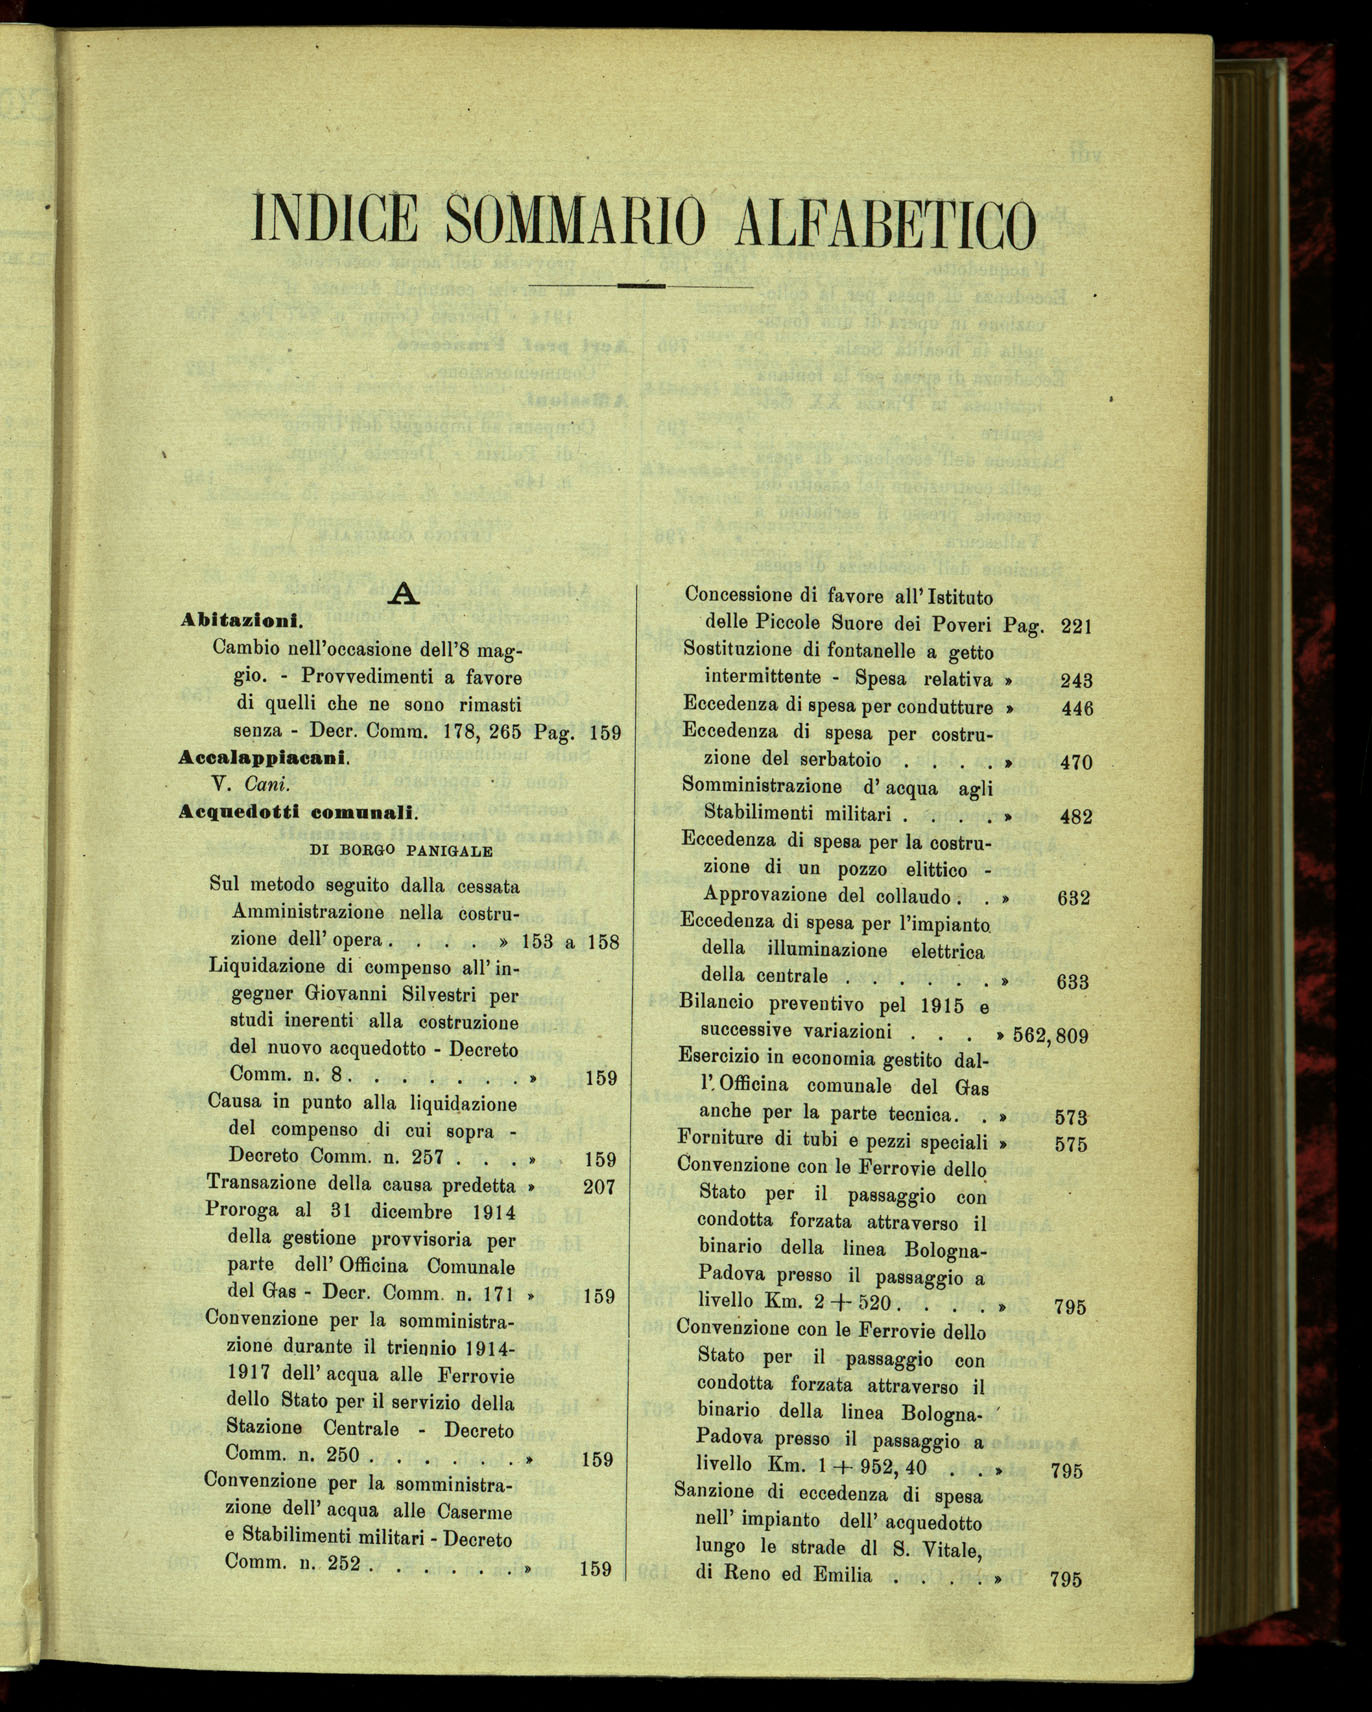 INDICE SOMMARIO ALFABETICO
A
Abitazioni.
Cambio nell'occasione dell'8 mag-
gio. - Provvedimenti a favore
di quelli che ne sono rimasti
senza - Decr. Comm. 178, 265 Pag. 159
Accalappiacani.
V. Cani.
Acquedotti comunali.
DI BORGO PANIGALE
Sul metodo seguito dalla cessata
Amministrazione nella costru-
zione dell' opera . . . . » 153 a 158
Liquidazione di compenso all' in-
gegner Giovanni Silvestri per
studi inerenti alla costruzione
del nuovo acquedotto - Decreto
Comm. n. 8 . . . . . . . » 159
Causa in punto alla liquidazione
del compenso di cui sopra -
Decreto Comm. n. 257 . . . » 159
Transazione della causa predetta » 207
Proroga al 31 dicembre 1914
della gestione provvisoria per
parte dell' Officina Comunale
del Gas - Decr. Comm. n. 171 » 159
Convenzione per la somministra-
zione durante il triennio 1914-
1917 dell' acqua alle Ferrovie
dello Stato per il servizio della
Stazione Centrale - Decreto
Comm. n. 250 . . . . . . » 159
Convenzione per la somministra-
zione dell' acqua alle Caserme
e Stabilimenti militari - Decreto
Comm. n. 252 . . . . . . » 159
Concessione di favore all' Istituto
delle Piccole Suore dei Poveri Pag. 221
Sostituzione di fontanelle a getto
intermittente - Spesa relativa » 243
Eccedenza di spesa per condutture » 446
Eccedenza di spesa per costru-
zione del serbatoio . . . . » 470
Somministrazione d' acqua agli
Stabilimenti militari . . . . » 482
Eccedenza di spesa per la costru-
zione di un pozzo elittico -
Approvazione del collaudo . . » 632
Eccedenza di spesa per l'impianto
della illuminazione elettrica
della centrale . . . . . . » 633
Bilancio preventivo pel 1915 e
successive variazioni . . . » 562, 809
Esercizio in economia gestito dal-
l'. Officina comunale del Gas
anche per la parte tecnica. . » 573
Forniture di tubi e pezzi speciali » 575
Convenzione con le Ferrovie dello
Stato per il passaggio con
condotta forzata attraverso il
binario della linea Bologna-
Padova presso il passaggio a
livello Km. 2 + 520 . . . . » 795
Convenzione con le Ferrovie dello
Stato per il passaggio con
condotta forzata attraverso il
binario della linea Bologna-
Padova presso il passaggio a
livello Km. 1 + 952, 40 . . » 795
Sanzione di eccedenza di spesa
nell' impianto dell' acquedotto
lungo le strade dl S. Vitale,
di Reno ed Emilia . . . . » 795